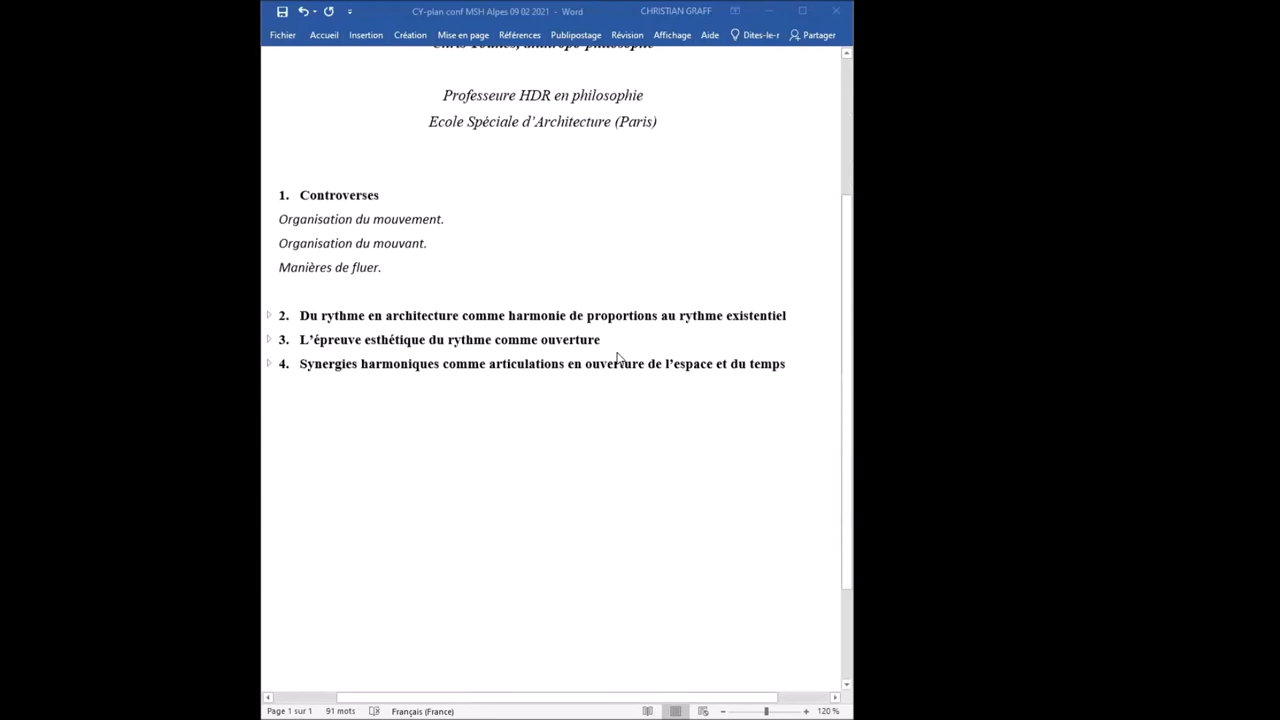 CY-plan conf MSH Alpes 09 02 2021 - Word
CHRISTIAN GRAFF
Fichier Accueil Insertion Création Mise en page Références Publipostage Révision Affichage Aide Dites-le-r Partager
Professeure HDR en philosophie
Ecole Spéciale d’Architecture (Paris)
1. Controverses
Organisation du mouvement.
Organisation du mouvant.
Manières de fluer.
2. Du rythme en architecture comme harmonie de proportions au rythme existentiel
3. L’épreuve esthétique du rythme comme ouverture
4. Synergies harmoniques comme articulations en ouverture de l’espace et du temps
Page 1 sur 1 91 mots Français (France) 120 %